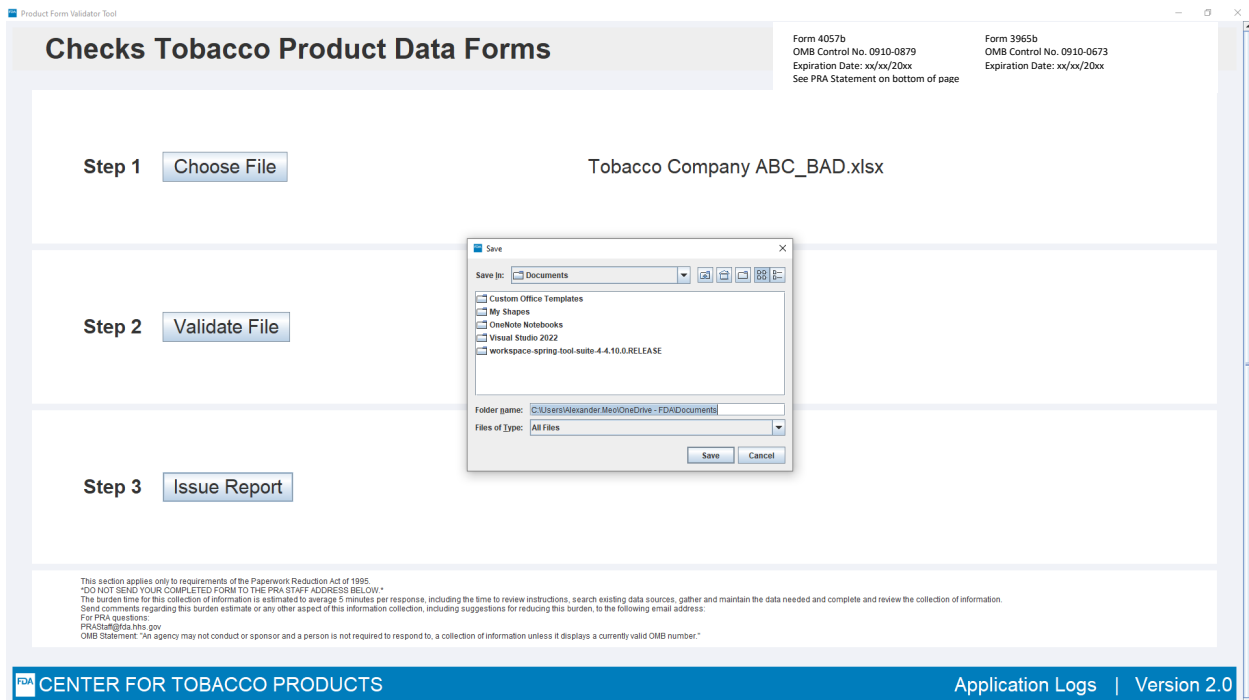 Product Form Validator Tool
Checks Tobacco Product Data Forms
Form 4057b
OMB Control No. 0910-0879
Expiration Date: xx/xx/20xx
See PRA Statement on bottom of page
Form 3965b
OMB Control No. 0910-0673
Expiration Date: xx/xx/20xx
Step 1
Choose File
Tobacco Company ABC_BAD.xlsx
Step 2
Validate File
Save
Save In:
Documents
Custom Office Templates
My Shapes
OneNote Notebooks
Visual Studio 2022
workspace-spring-tool-suite-4-4.10.0.RELEASE
Folder name:
C:\Users\Alexander.Meo\OneDrive - FDA\Documents
Files of Type:
All Files
Save
Cancel
Step 3
Issue Report
This section applies only to requirements of the Paperwork Reduction Act of 1995.
*DO NOT SEND YOUR COMPLETED FORM TO THE PRA STAFF ADDRESS BELOW.*
The burden time for this collection of information is estimated to average 5 minutes per response, including the time to review instructions, search existing data sources, gather and maintain the data needed and complete and review the collection of information.
Send comments regarding this burden estimate or any other aspect of this information collection, including suggestions for reducing this burden, to the following email address:
For PRA questions:
PRAStaff@fda.hhs.gov
OMB Statement: "An agency may not conduct or sponsor and a person is not required to respond to, a collection of information unless it displays a currently valid OMB number."
FDA
CENTER FOR TOBACCO PRODUCTS
Application Logs | Version 2.0